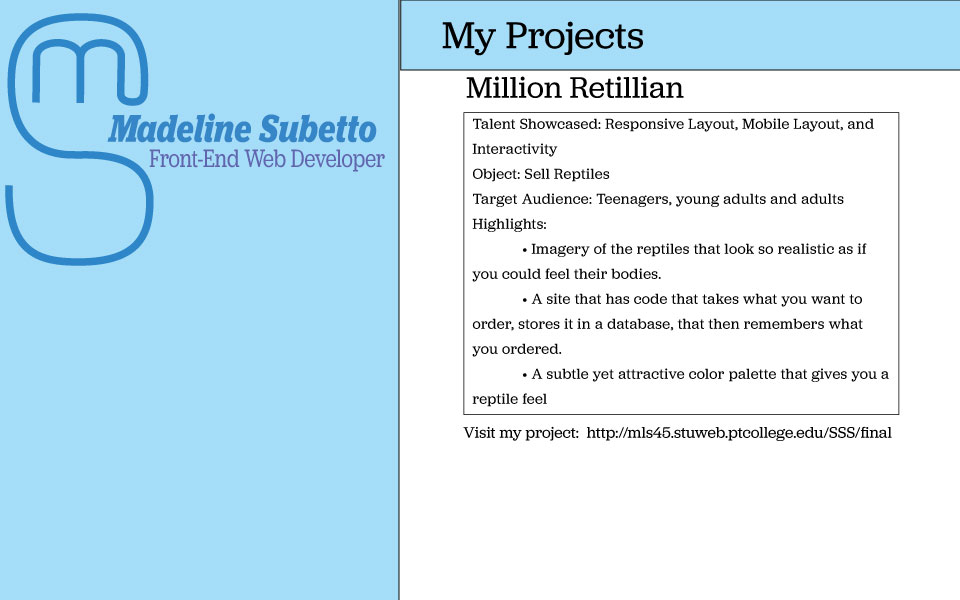 Madeline Subetto
Front-End Web Developer
My Projects
Million Retillian
Talent Showcased: Responsive Layout, Mobile Layout, and
Interactivity
Object: Sell Reptiles
Target Audience: Teenagers, young adults and adults
Highlights:
• Imagery of the reptiles that look so realistic as if
you could feel their bodies.
• A site that has code that takes what you want to
order, stores it in a database, that then remembers what
you ordered.
• A subtle yet attractive color palette that gives you a
reptile feel
Visit my project: http://mls45.stuweb.ptcollege.edu/SSS/final